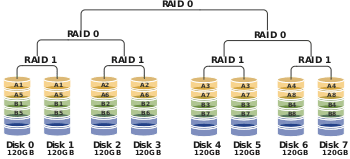 RAID 0
RAID 0
RAID 0
RAID 1
RAID 1
RAID 1
RAID 1
A1 A1 A2 A2 A3 A3 A4 A4
A5 A5 A6 A6 A7 A7 A8 A8
B1 B1 B2 B2 B3 B3 B4 B4
B5 B5 B6 B6 B7 B7 B8 B8
Disk 0 Disk 1 Disk 2 Disk 3 Disk 4 Disk 5 Disk 6 Disk 7
120GB 120GB 120GB 120GB 120GB 120GB 120GB 120GB